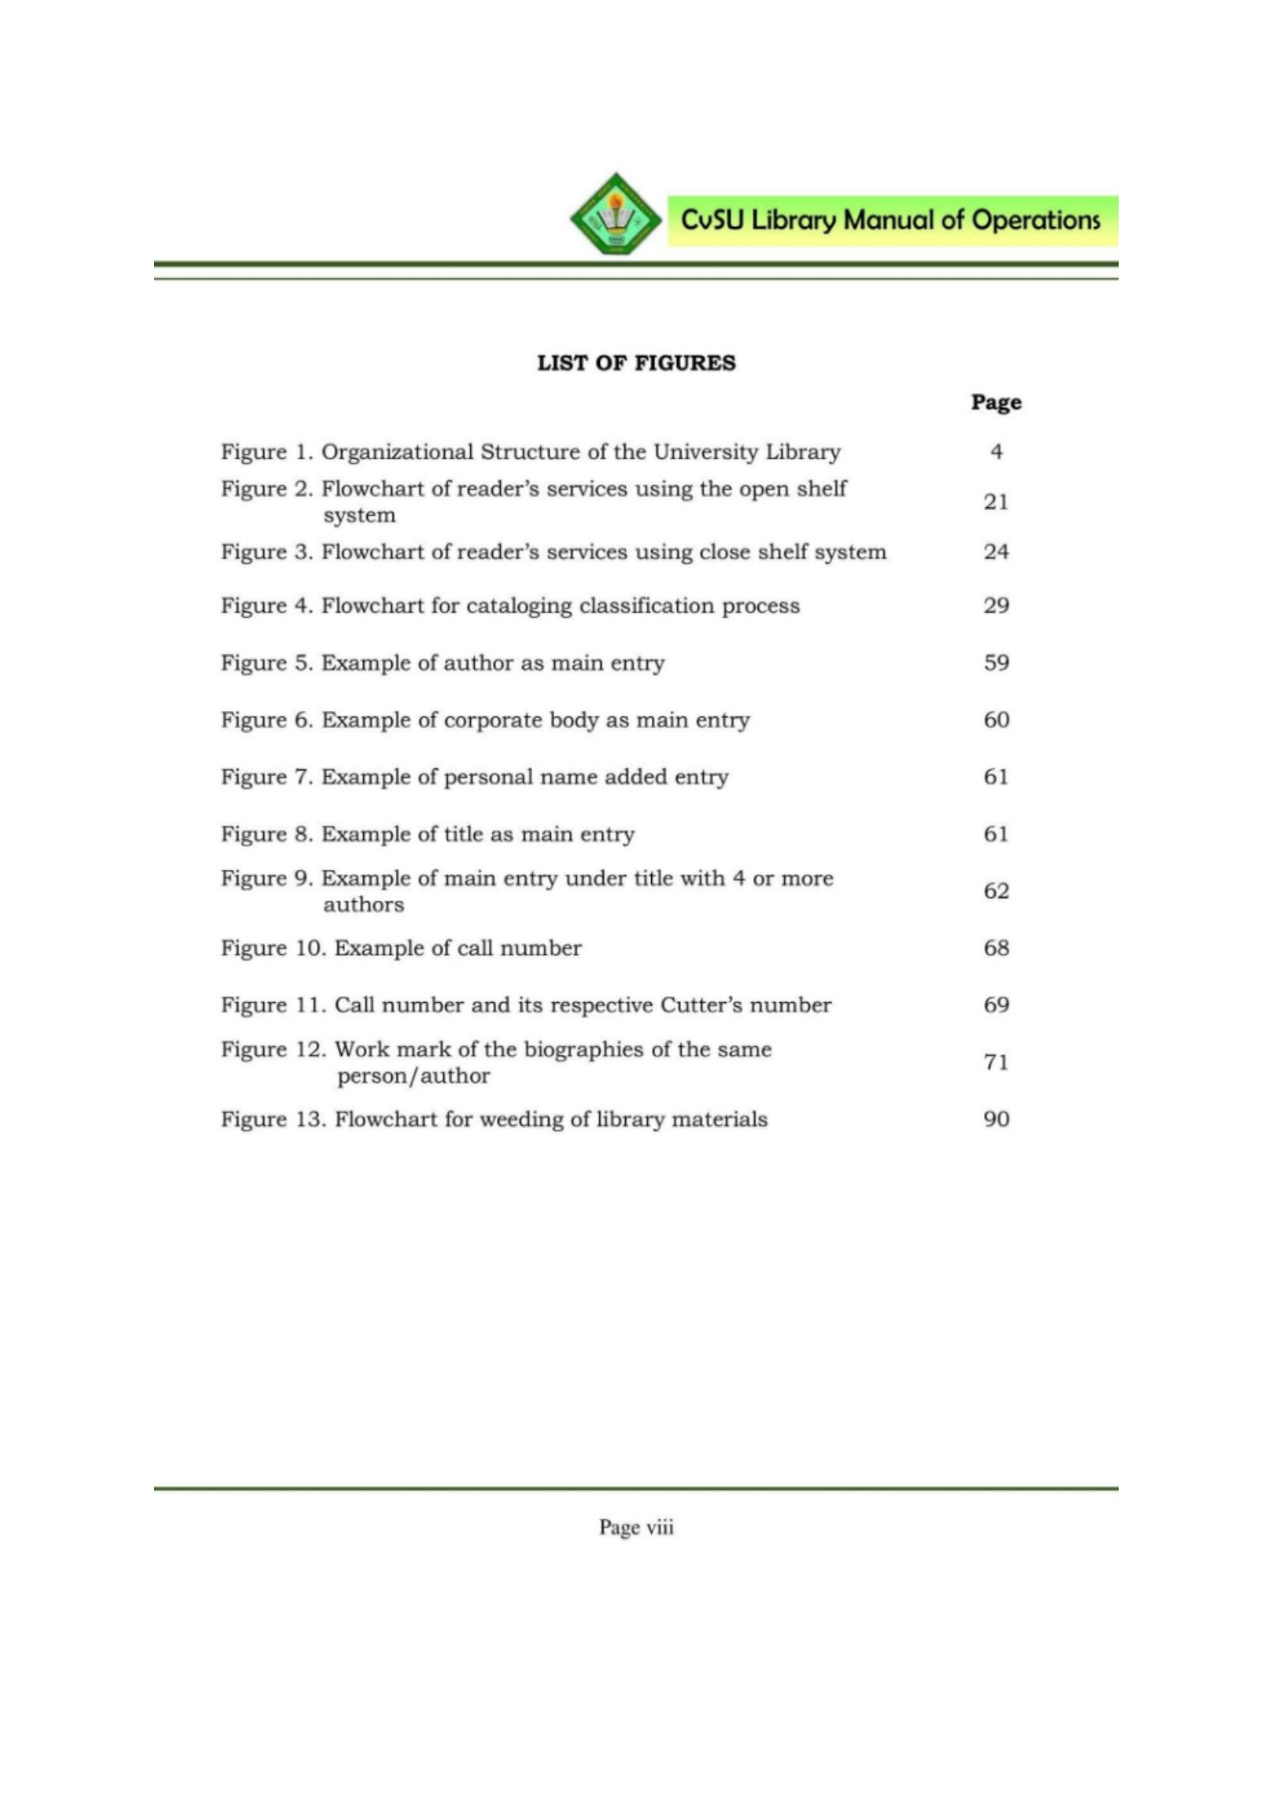 CvSU Library Manual of Operations
LIST OF FIGURES
Page
Figure 1. Organizational Structure of the University Library 4
Figure 2. Flowchart of reader’s services using the open shelf
system 21
Figure 3. Flowchart of reader’s services using close shelf system 24
Figure 4. Flowchart for cataloging classification process 29
Figure 5. Example of author as main entry 59
Figure 6. Example of corporate body as main entry 60
Figure 7. Example of personal name added entry 61
Figure 8. Example of title as main entry 61
Figure 9. Example of main entry under title with 4 or more
authors 62
Figure 10. Example of call number 68
Figure 11. Call number and its respective Cutter’s number 69
Figure 12. Work mark of the biographies of the same
person/author 71
Figure 13. Flowchart for weeding of library materials 90
Page viii